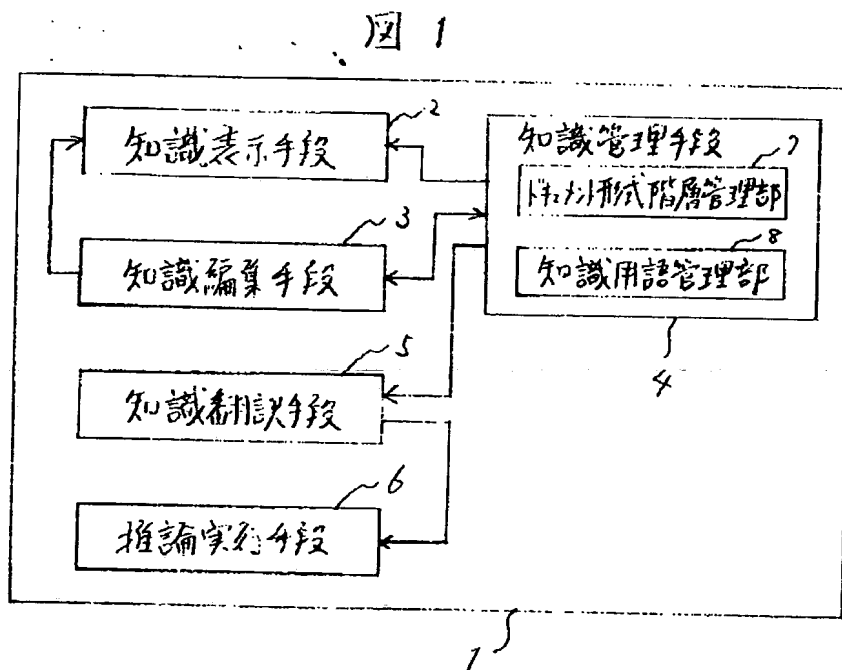 図 1
知識表示手段
2
知識管理手段
7
ドキュメント形式階層管理部
3
知識編集手段
8
知識用語管理部
4
5
知識翻訳手段
6
推論実行手段
1